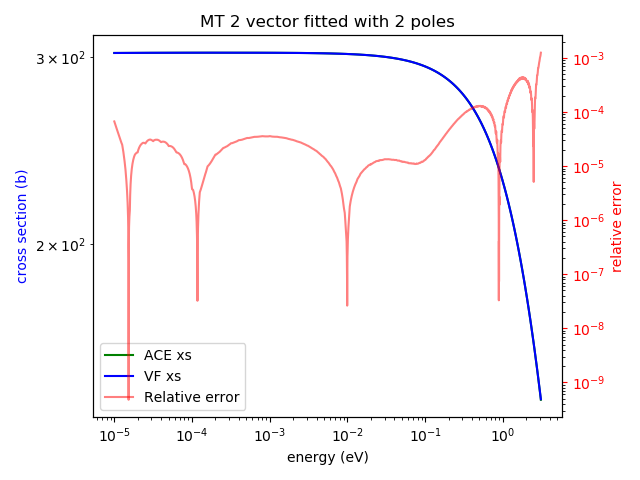 MT 2 vector fitted with 2 poles
3 × 10²
2 × 10²
cross section (b)
10⁻³
10⁻⁴
10⁻⁵
10⁻⁶
10⁻⁷
10⁻⁸
10⁻⁹
relative error
ACE xs
VF xs
Relative error
10⁻⁵ 10⁻⁴ 10⁻³ 10⁻² 10⁻¹ 10⁰
energy (eV)